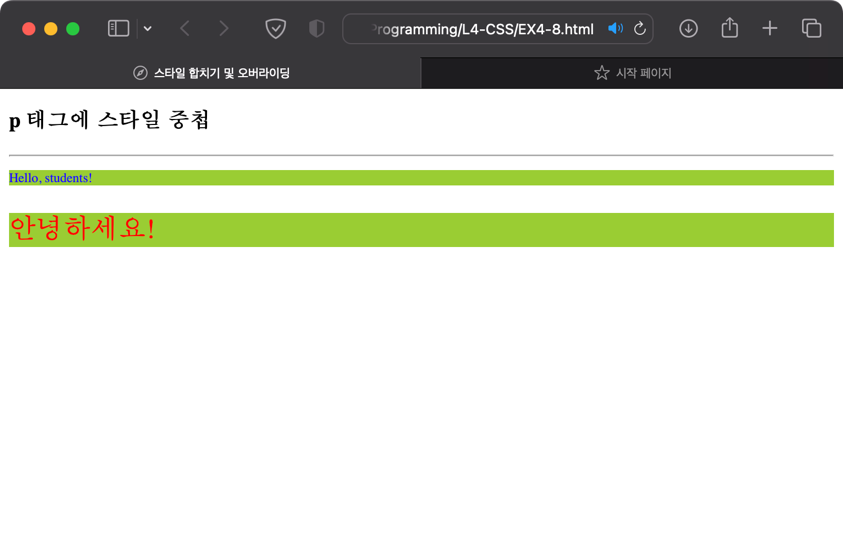 rogramming/L4-CSS/EX4-8.html
스타일 합치기 및 오버라이딩
시작 페이지
p 태그에 스타일 중첩
Hello, students!
안녕하세요!